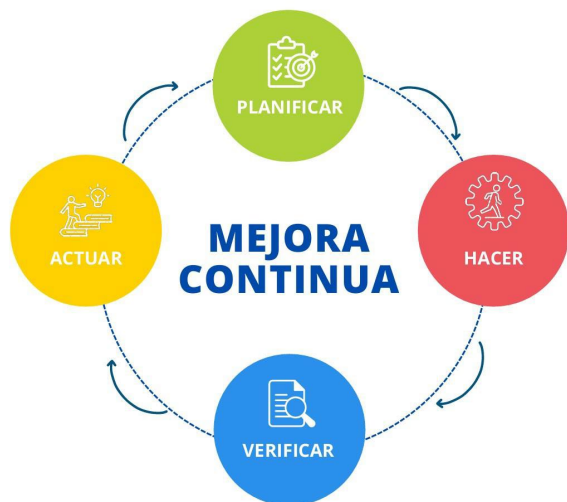 PLANIFICAR
HACER
VERIFICAR
ACTUAR
MEJORA
CONTINUA